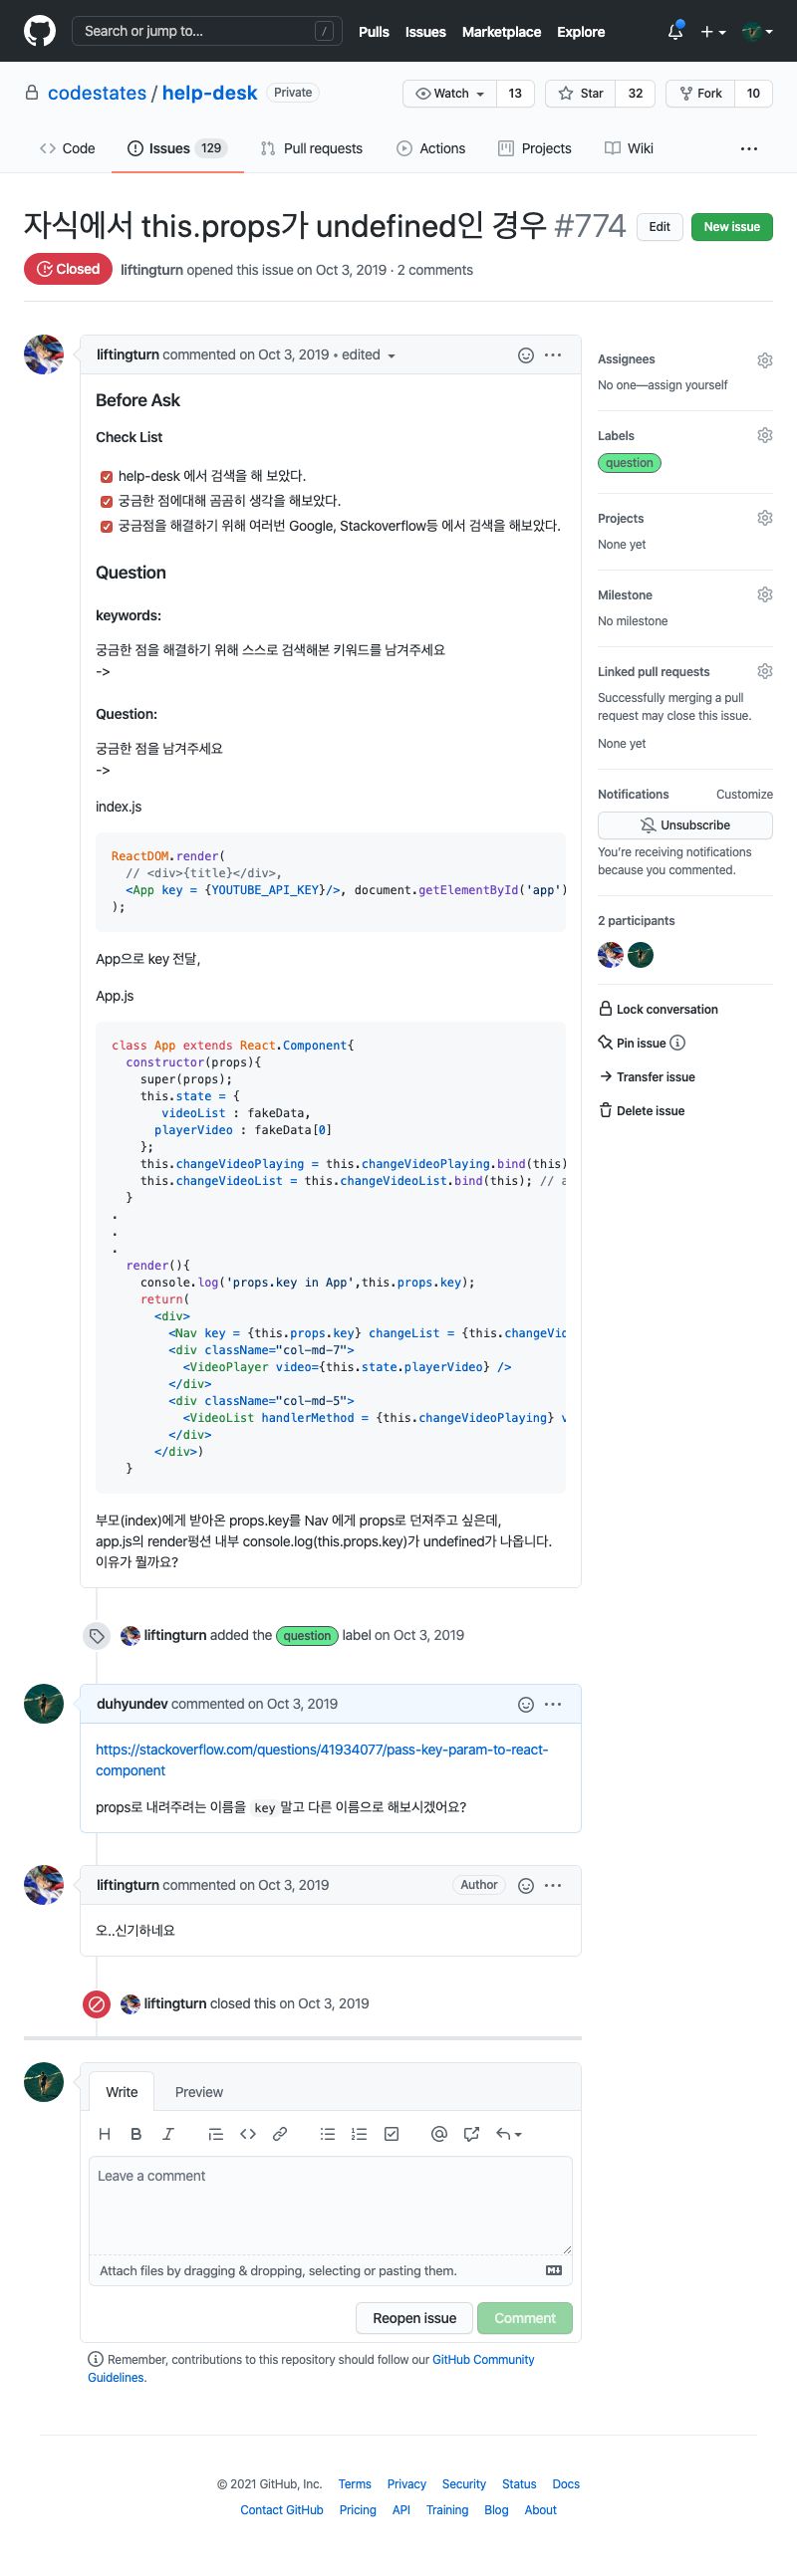 Search or jump to... /
Pulls Issues Marketplace Explore
codestates / help-desk Private
Watch 13 Star 32 Fork 10
Code Issues 129 Pull requests Actions Projects Wiki
자식에서 this.props가 undefined인 경우 #774
Edit New issue
Closed liftingturn opened this issue on Oct 3, 2019 · 2 comments
liftingturn commented on Oct 3, 2019 • edited
Before Ask
Check List
help-desk 에서 검색을 해 보았다.
궁금한 점에대해 곰곰히 생각을 해보았다.
궁금점을 해결하기 위해 여러번 Google, Stackoverflow등 에서 검색을 해보았다.
Question
keywords:
궁금한 점을 해결하기 위해 스스로 검색해본 키워드를 남겨주세요
->
Question:
궁금한 점을 남겨주세요
->
index.js
ReactDOM.render(
// <div>{title}</div>,
<App key = {YOUTUBE_API_KEY}/>, document.getElementById('app')
);
App으로 key 전달,
App.js
class App extends React.Component{
constructor(props){
super(props);
this.state = {
videoList : fakeData,
playerVideo : fakeData[0]
};
this.changeVideoPlaying = this.changeVideoPlaying.bind(this)
this.changeVideoList = this.changeVideoList.bind(this); // a
}
.
.
.
render(){
console.log('props.key in App',this.props.key);
return(
<div>
<Nav key = {this.props.key} changeList = {this.changeVid
<div className="col-md-7">
<VideoPlayer video={this.state.playerVideo} />
</div>
<div className="col-md-5">
<VideoList handlerMethod = {this.changeVideoPlaying} v
</div>
</div>)
}
부모(index)에게 받아온 props.key를 Nav 에게 props로 던져주고 싶은데,
app.js의 render펑션 내부 console.log(this.props.key)가 undefined가 나옵니다.
이유가 뭘까요?
liftingturn added the question label on Oct 3, 2019
duhyundev commented on Oct 3, 2019
https://stackoverflow.com/questions/41934077/pass-key-param-to-react-
component
props로 내려주려는 이름을 key 말고 다른 이름으로 해보시겠어요?
liftingturn commented on Oct 3, 2019 Author
오..신기하네요
liftingturn closed this on Oct 3, 2019
Write Preview
Leave a comment
Attach files by dragging & dropping, selecting or pasting them.
Reopen issue Comment
Remember, contributions to this repository should follow our GitHub Community
Guidelines.
Assignees
No one—assign yourself
Labels
question
Projects
None yet
Milestone
No milestone
Linked pull requests
Successfully merging a pull
request may close this issue.
None yet
Notifications Customize
Unsubscribe
You're receiving notifications
because you commented.
2 participants
Lock conversation
Pin issue
Transfer issue
Delete issue
© 2021 GitHub, Inc. Terms Privacy Security Status Docs
Contact GitHub Pricing API Training Blog About